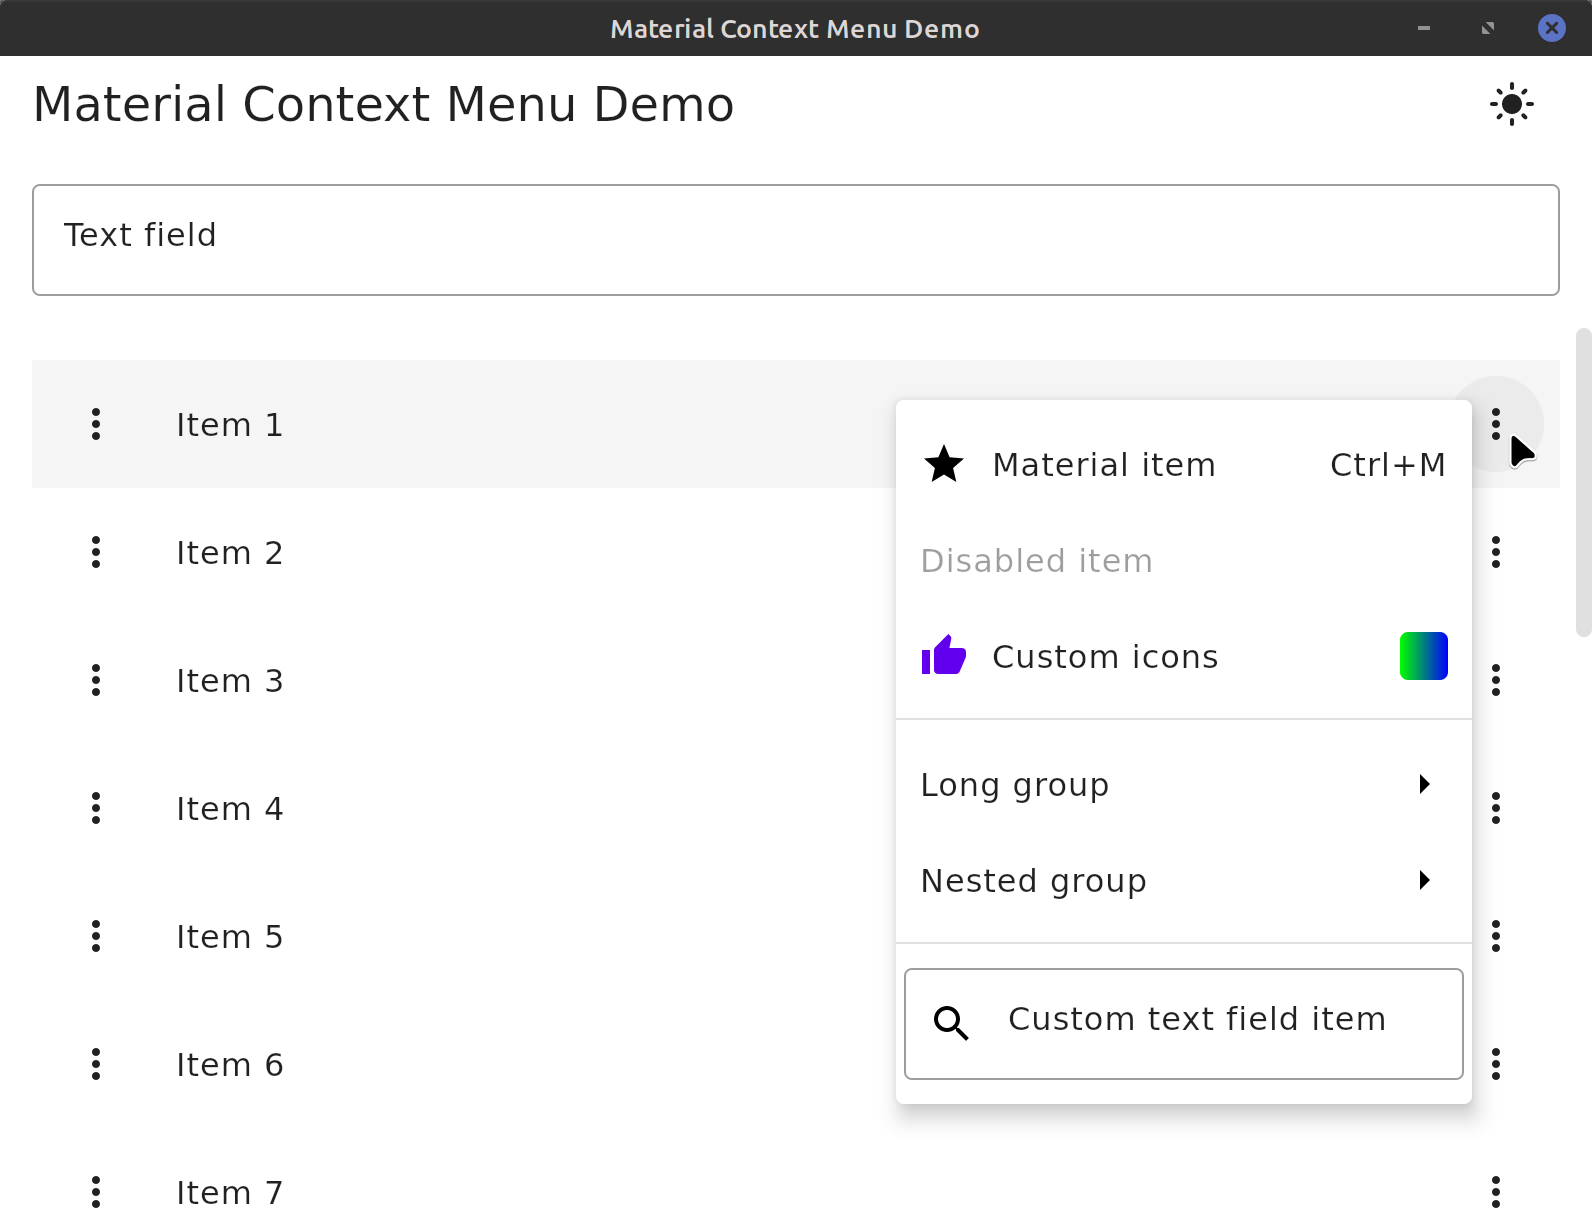 Material Context Menu Demo
Material Context Menu Demo
Text field
Item 1
Material item Ctrl+M
Item 2
Disabled item
Item 3
Custom icons
Item 4
Long group
Item 5
Nested group
Item 6
Custom text field item
Item 7